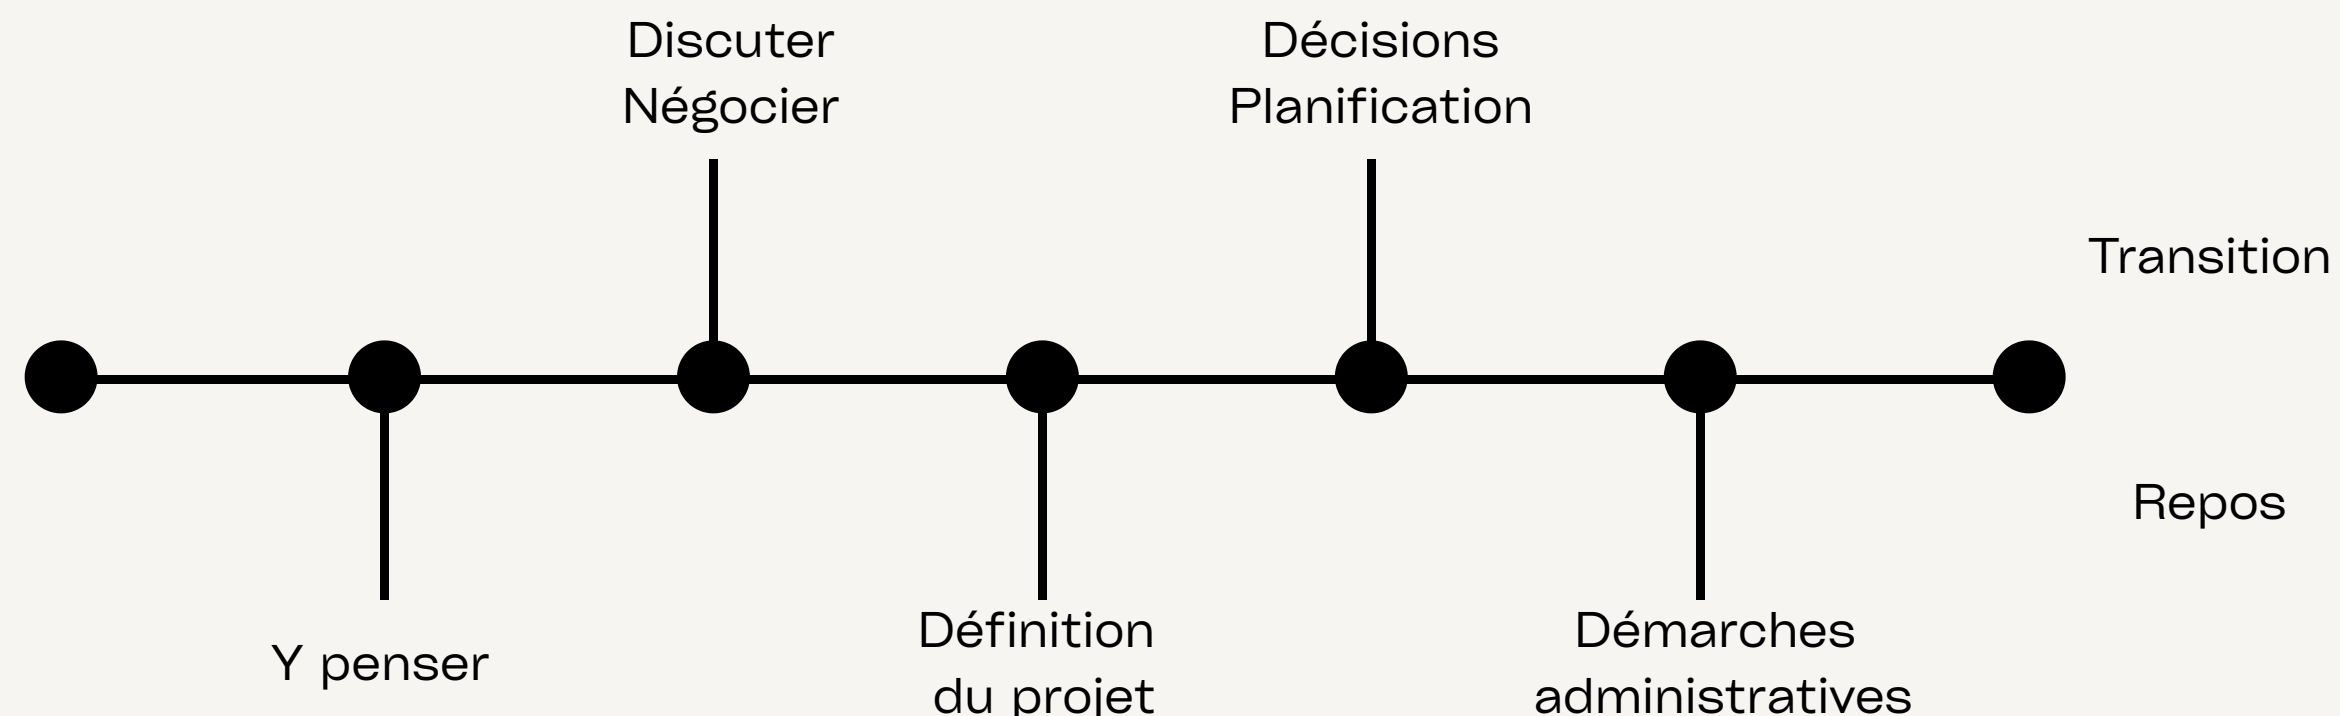 Discuter
Négocier
Décisions
Planification
Transition
Repos
Y penser
Définition
du projet
Démarches
administratives